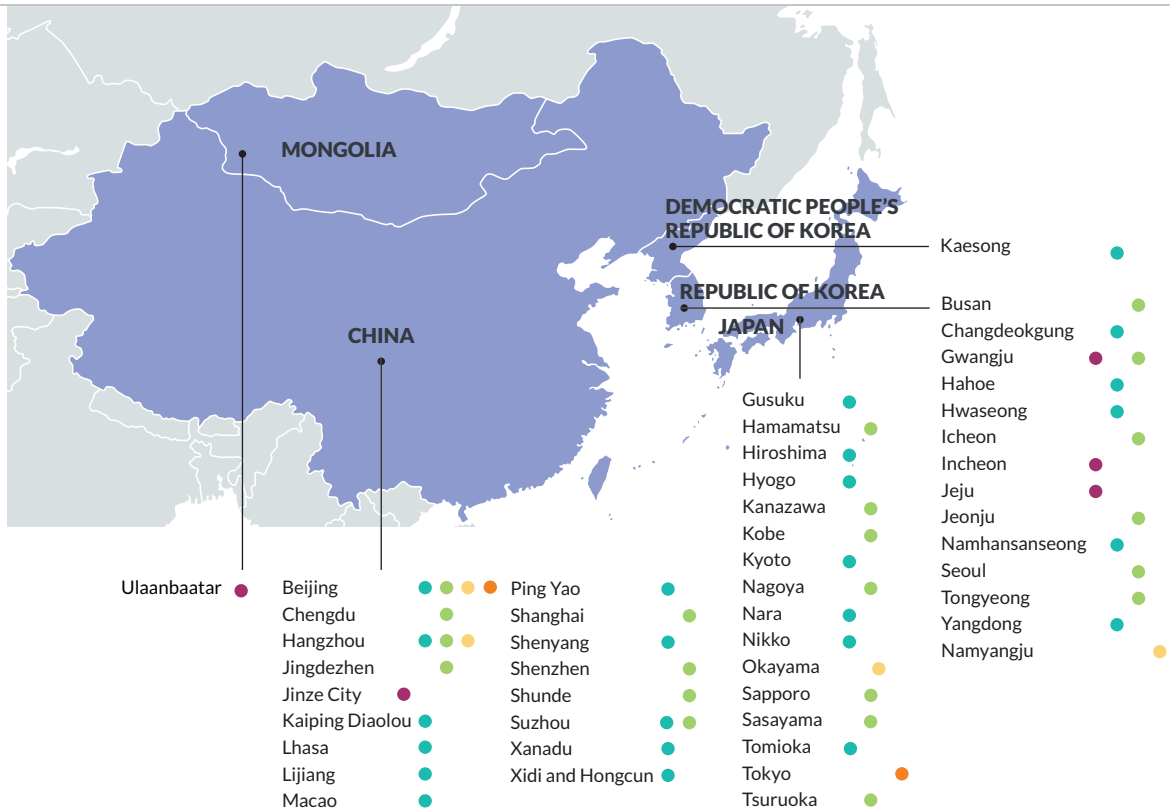 MONGOLIA
DEMOCRATIC PEOPLE'S
REPUBLIC OF KOREA
REPUBLIC OF KOREA
JAPAN
CHINA
Kaesong
Busan
Changdeokgung
Gwangju
Hahoe
Hwaseong
Icheon
Incheon
Jeju
Jeonju
Namhansanseong
Seoul
Tongyeong
Yangdong
Namyangju
Gusuku
Hamamatsu
Hiroshima
Hyogo
Kanazawa
Kobe
Kyoto
Nagoya
Nara
Nikko
Okayama
Sapporo
Sasayama
Tomioka
Tokyo
Tsuruoka
Ulaanbaatar
Beijing
Chengdu
Hangzhou
Jingdezhen
Jinze City
Kaiping Diaolou
Lhasa
Lijiang
Macao
Ping Yao
Shanghai
Shenyang
Shenzhen
Shunde
Suzhou
Xanadu
Xidi and Hongcun